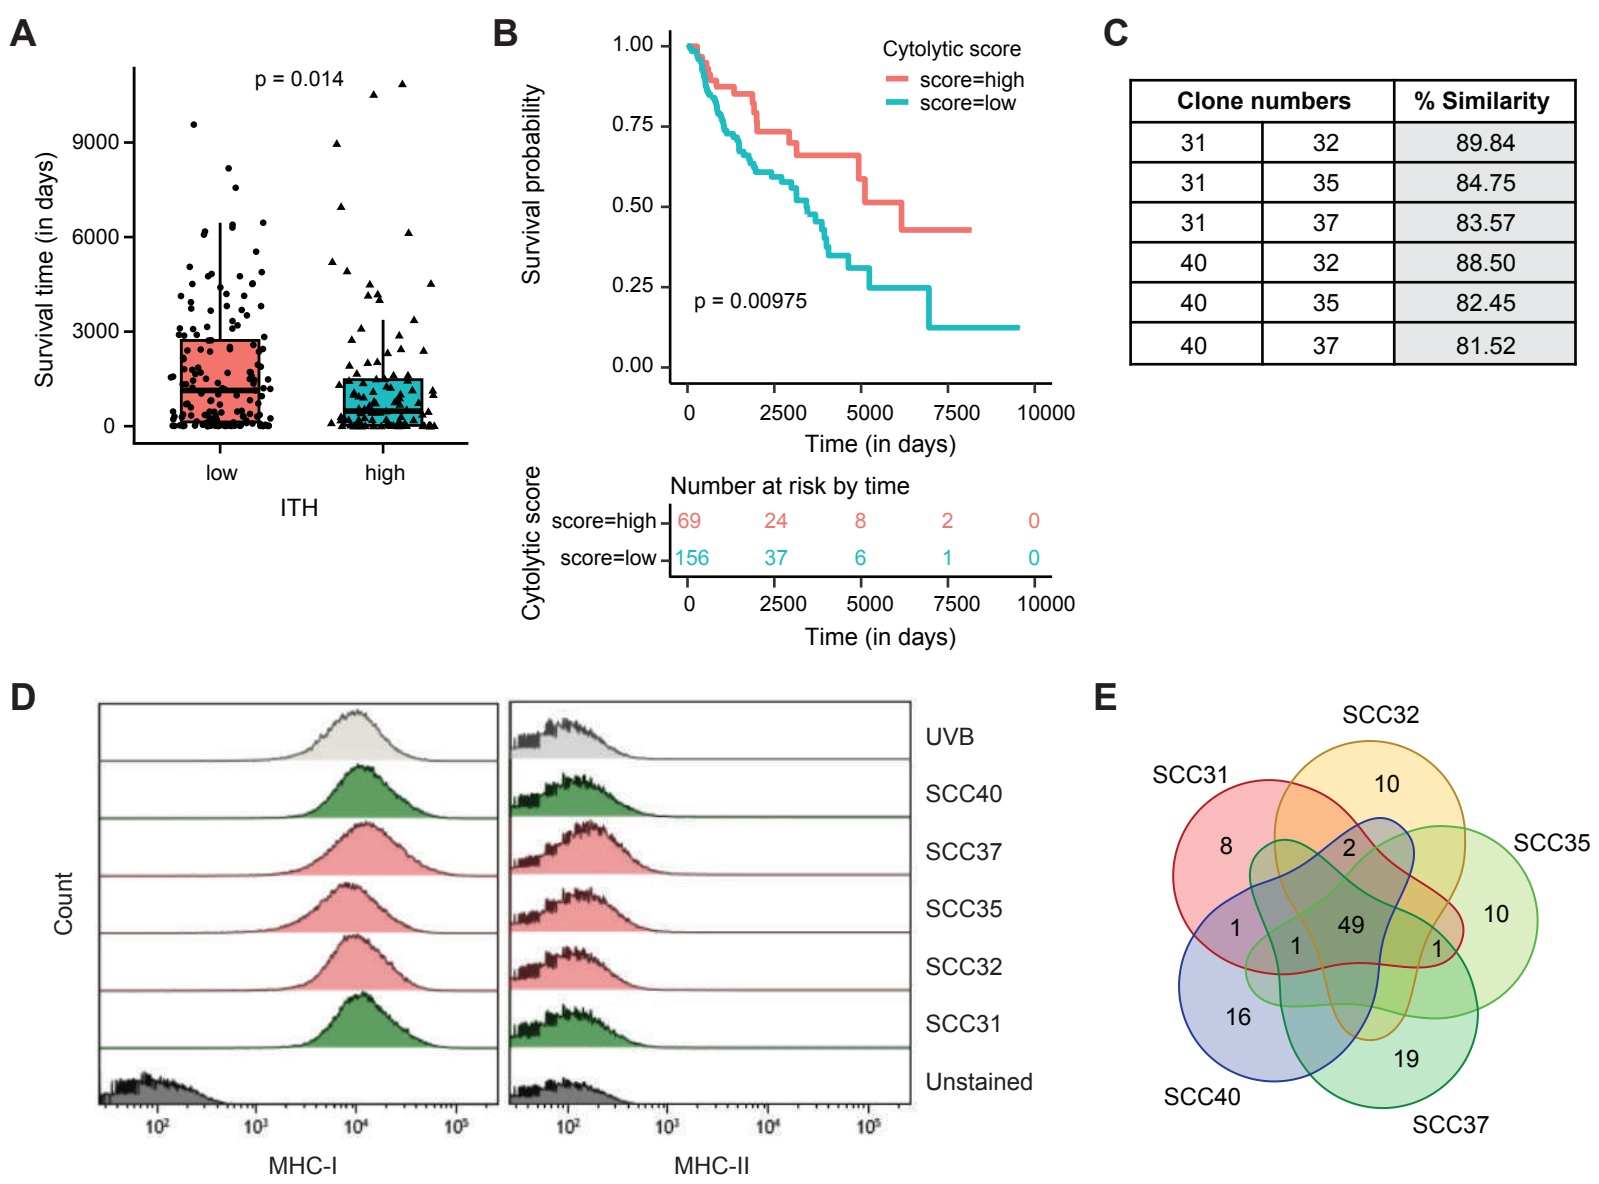 A
p = 0.014
Survival time (in days)
9000
6000
3000
0
low
high
ITH
B
Survival probability
1.00
0.75
0.50
0.25
0.00
Cytolytic score
score=high
score=low
p = 0.00975
0
2500
5000
7500
10000
Time (in days)
Number at risk by time
Cytolytic score
score=high 69 24 8 2 0
score=low 156 37 6 1 0
0 2500 5000 7500 10000
Time (in days)
C
Clone numbers % Similarity
31 32 89.84
31 35 84.75
31 37 83.57
40 32 88.50
40 35 82.45
40 37 81.52
D
Count
UVB
SCC40
SCC37
SCC35
SCC32
SCC31
Unstained
10² 10³ 10⁴ 10⁵
MHC-I
10² 10³ 10⁴ 10⁵
MHC-II
E
SCC32
SCC31
SCC35
10
8
2
10
1
1
49
1
16
19
SCC40
SCC37